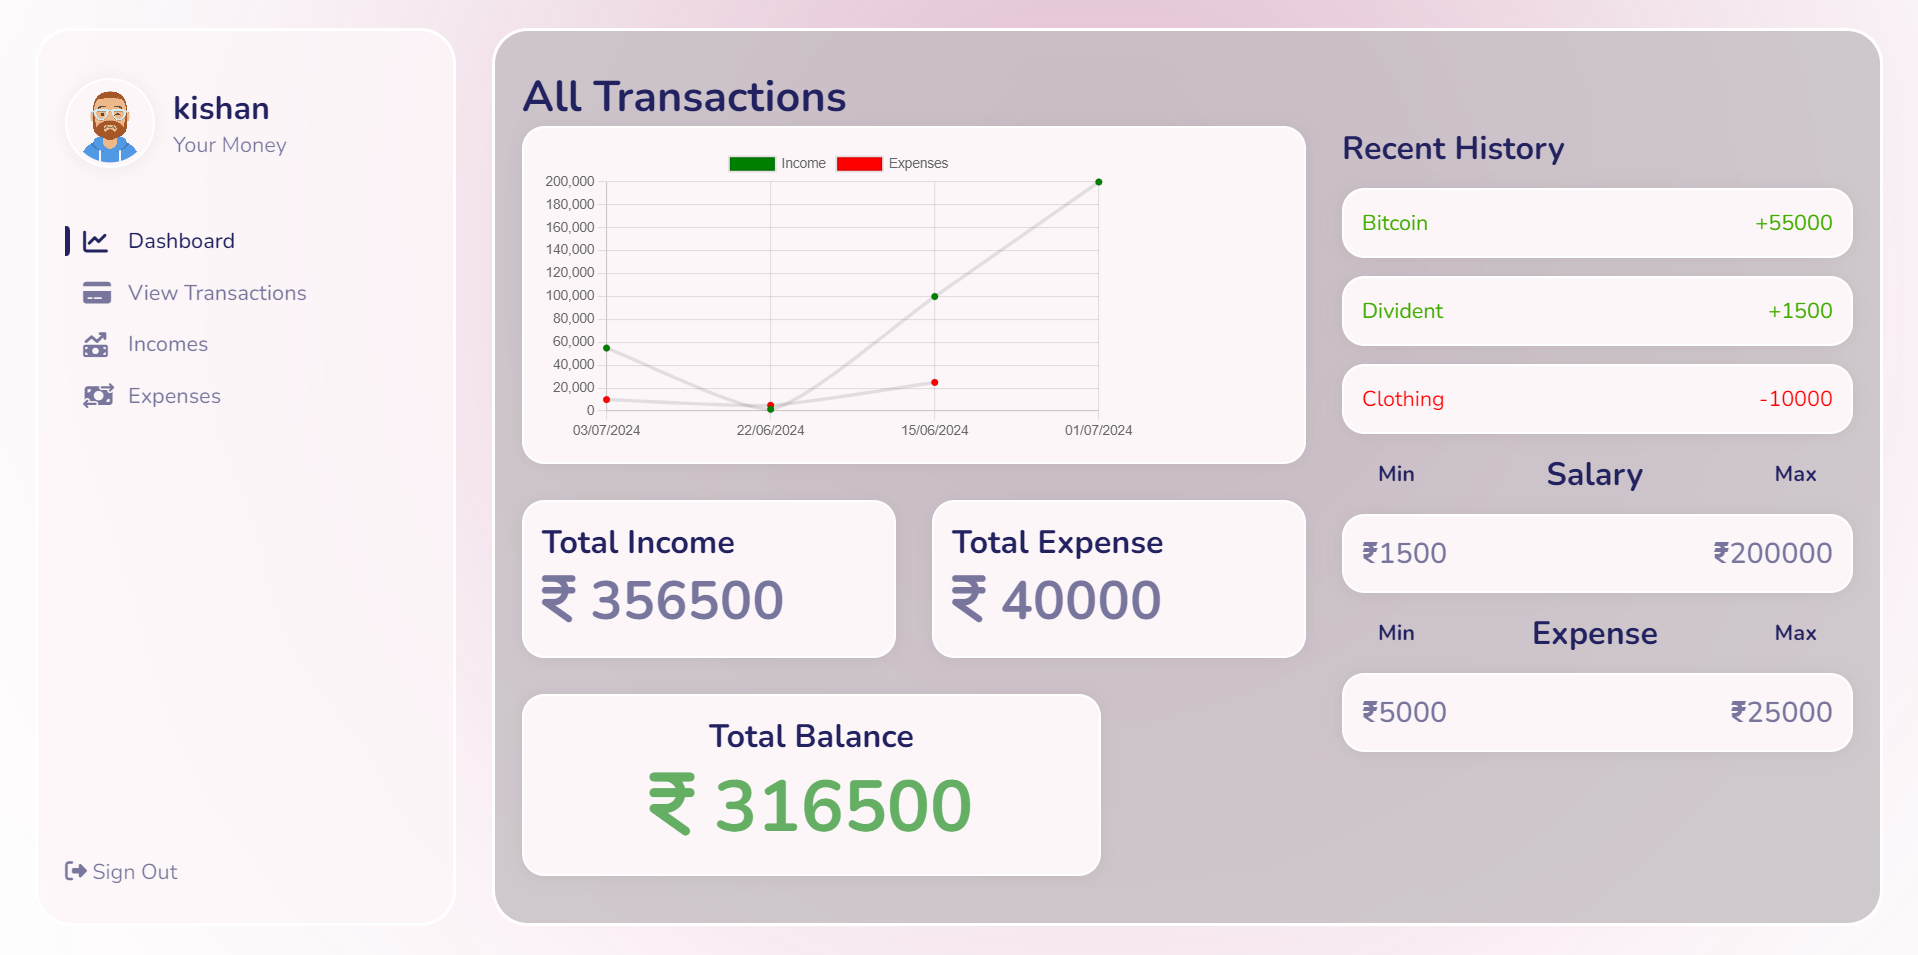 kishan
Your Money
Dashboard
View Transactions
Incomes
Expenses
Sign Out
All Transactions
Income Expenses
200,000
180,000
160,000
140,000
120,000
100,000
80,000
60,000
40,000
20,000
0
03/07/2024 22/06/2024 15/06/2024 01/07/2024
Total Income
₹ 356500
Total Expense
₹ 40000
Total Balance
₹ 316500
Recent History
Bitcoin +55000
Divident +1500
Clothing -10000
Min Salary Max
₹1500 ₹200000
Min Expense Max
₹5000 ₹25000